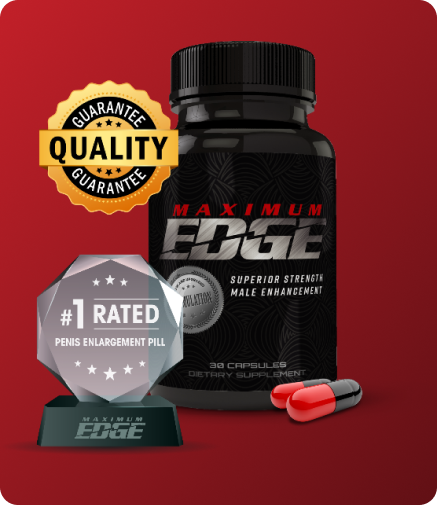 GUARANTEE
QUALITY
GUARANTEE
MAXIMUM
EDGE
SUPERIOR STRENGTH
MALE ENHANCEMENT
30 CAPSULES
DIETARY SUPPLEMENT
#1 RATED
PENIS ENLARGEMENT PILL
MAXIMUM
EDGE